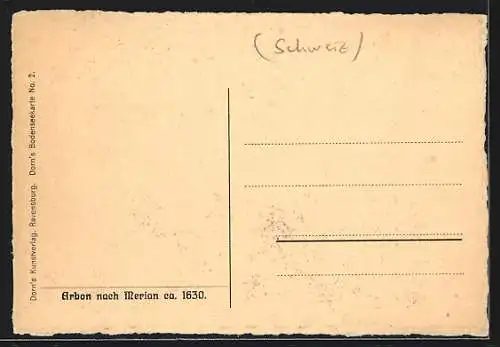 (Schweiz)
Dorn's Kunstverlag. Ravensburg. Dorn's Bodenseekarte No. 2.
Arbon nach Merian ca. 1630.